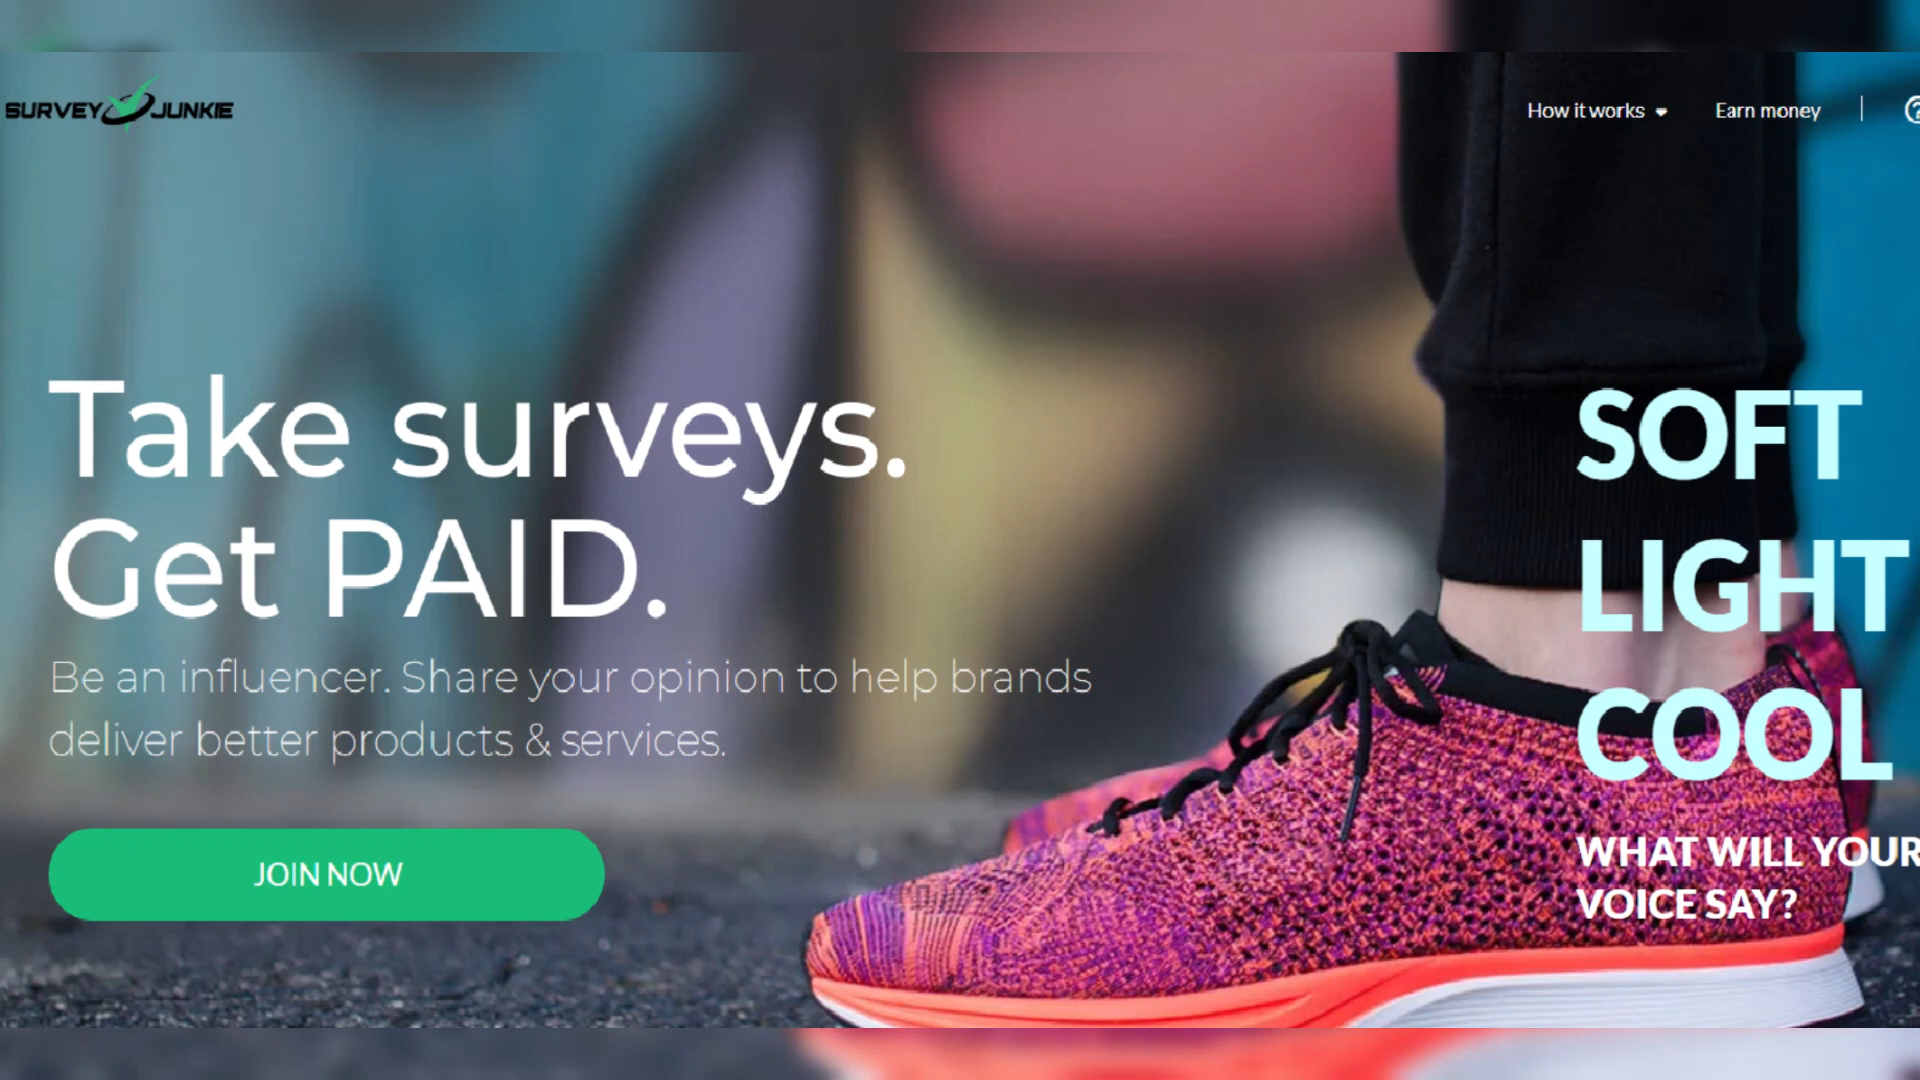 SURVEY JUNKIE
How it works
Earn money
Take surveys.
Get PAID.
Be an influencer. Share your opinion to help brands
deliver better products & services.
JOIN NOW
SOFT
LIGHT
COOL
WHAT WILL YOUR
VOICE SAY?